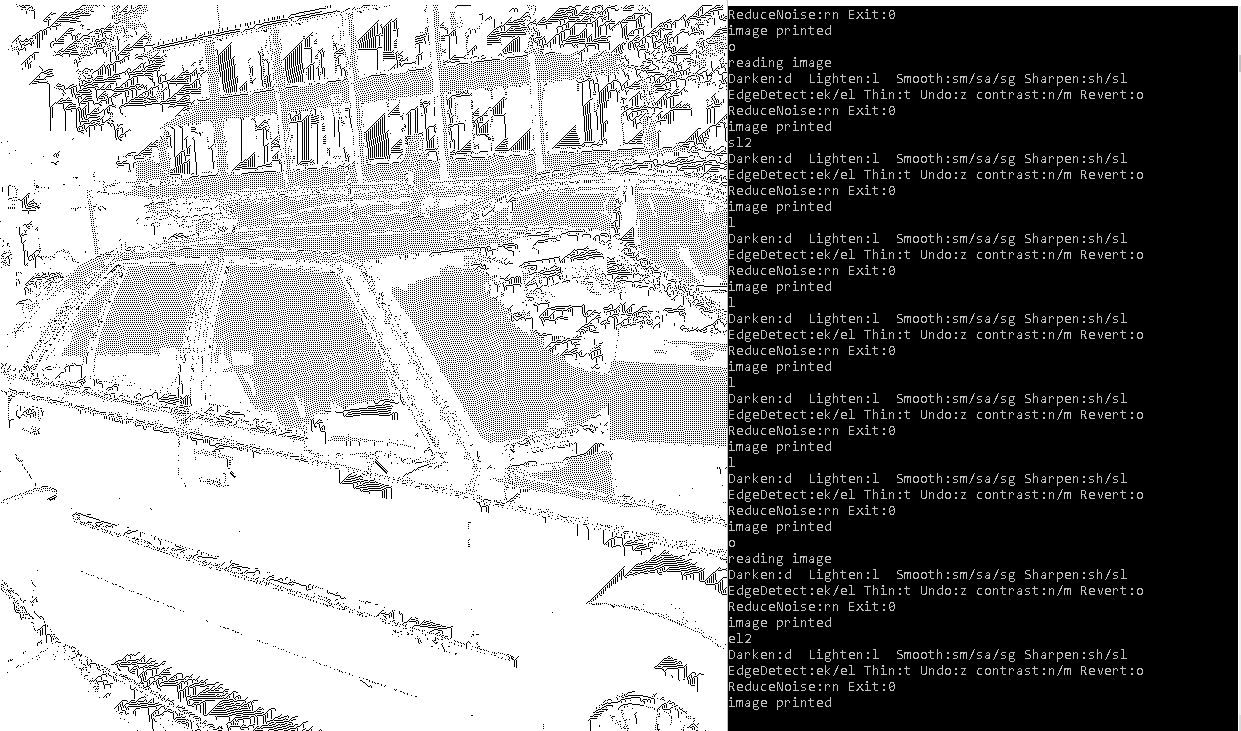 ReduceNoise:rn Exit:0
image printed
o
reading image
Darken:d  Lighten:l  Smooth:sm/sa/sg Sharpen:sh/sl
EdgeDetect:ek/el Thin:t Undo:z contrast:n/m Revert:o
ReduceNoise:rn Exit:0
image printed
sl2
Darken:d  Lighten:l  Smooth:sm/sa/sg Sharpen:sh/sl
EdgeDetect:ek/el Thin:t Undo:z contrast:n/m Revert:o
ReduceNoise:rn Exit:0
image printed
l
Darken:d  Lighten:l  Smooth:sm/sa/sg Sharpen:sh/sl
EdgeDetect:ek/el Thin:t Undo:z contrast:n/m Revert:o
ReduceNoise:rn Exit:0
image printed
l
Darken:d  Lighten:l  Smooth:sm/sa/sg Sharpen:sh/sl
EdgeDetect:ek/el Thin:t Undo:z contrast:n/m Revert:o
ReduceNoise:rn Exit:0
image printed
l
Darken:d  Lighten:l  Smooth:sm/sa/sg Sharpen:sh/sl
EdgeDetect:ek/el Thin:t Undo:z contrast:n/m Revert:o
ReduceNoise:rn Exit:0
image printed
l
Darken:d  Lighten:l  Smooth:sm/sa/sg Sharpen:sh/sl
EdgeDetect:ek/el Thin:t Undo:z contrast:n/m Revert:o
ReduceNoise:rn Exit:0
image printed
o
reading image
Darken:d  Lighten:l  Smooth:sm/sa/sg Sharpen:sh/sl
EdgeDetect:ek/el Thin:t Undo:z contrast:n/m Revert:o
ReduceNoise:rn Exit:0
image printed
el2
Darken:d  Lighten:l  Smooth:sm/sa/sg Sharpen:sh/sl
EdgeDetect:ek/el Thin:t Undo:z contrast:n/m Revert:o
ReduceNoise:rn Exit:0
image printed